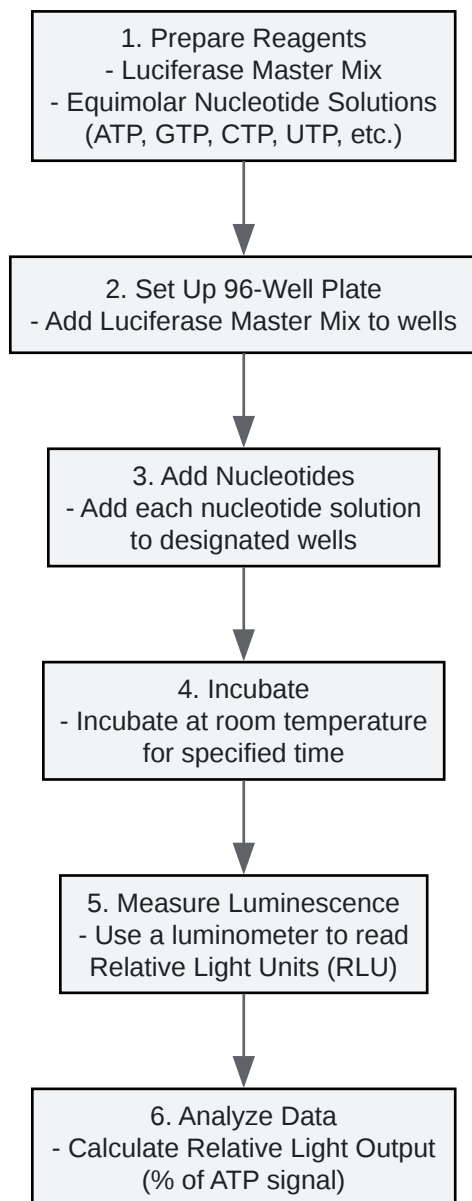 1. Prepare Reagents
- Luciferase Master Mix
- Equimolar Nucleotide Solutions
(ATP, GTP, CTP, UTP, etc.)
2. Set Up 96-Well Plate
- Add Luciferase Master Mix to wells
3. Add Nucleotides
- Add each nucleotide solution
to designated wells
4. Incubate
- Incubate at room temperature
for specified time
5. Measure Luminescence
- Use a luminometer to read
Relative Light Units (RLU)
6. Analyze Data
- Calculate Relative Light Output
(% of ATP signal)